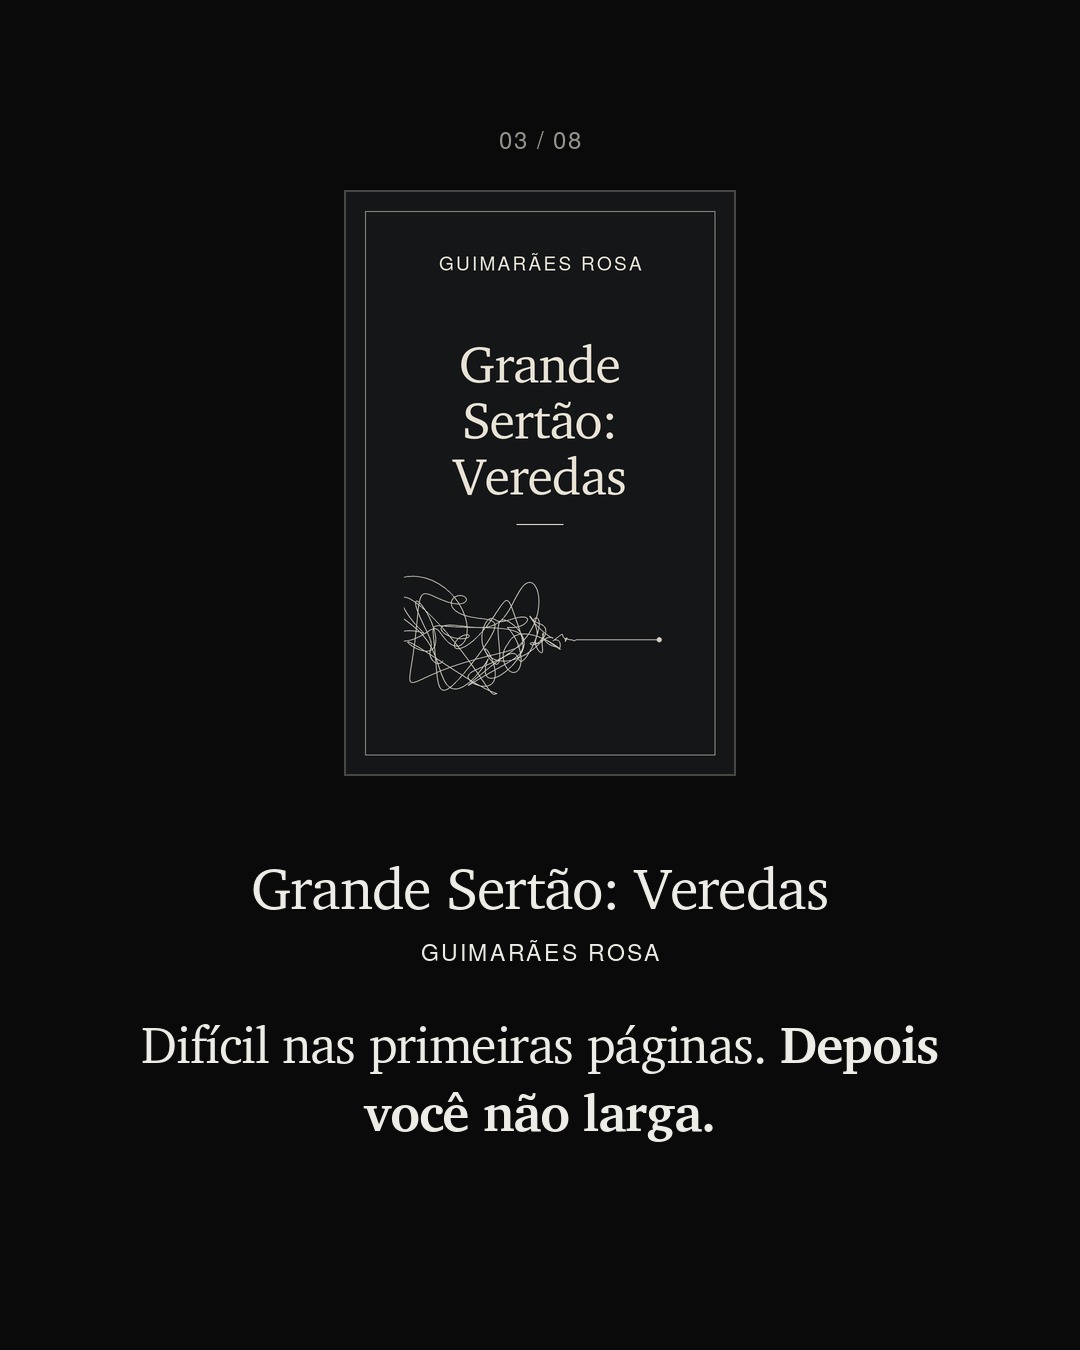 03 / 08
GUIMARÃES ROSA
Grande
Sertão:
Veredas
Grande Sertão: Veredas
GUIMARÃES ROSA
Difícil nas primeiras páginas. Depois
você não larga.